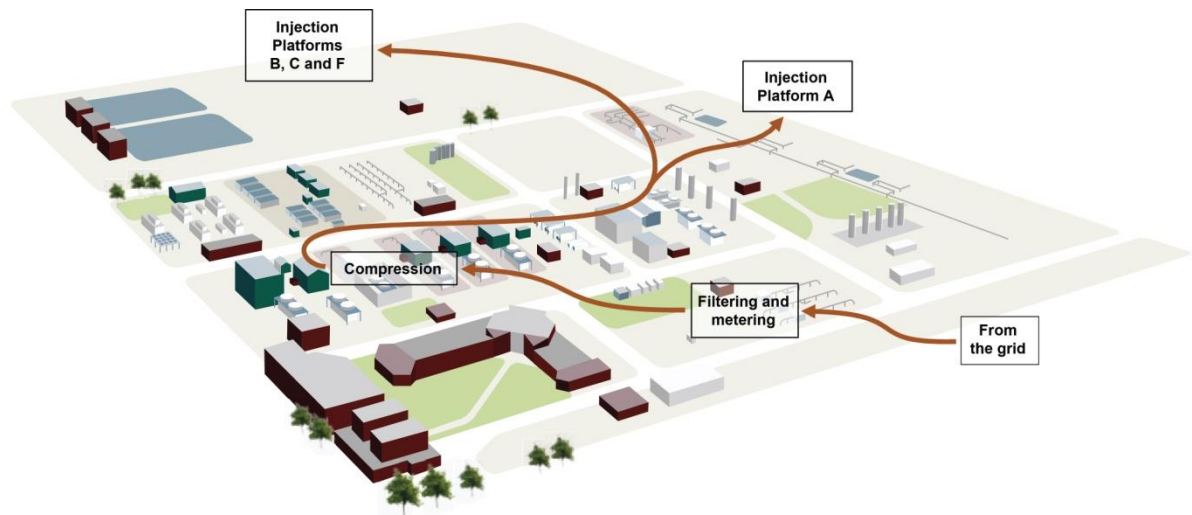 Injection
Platforms
B, C and F
Injection
Platform A
Compression
Filtering and
metering
From
the grid